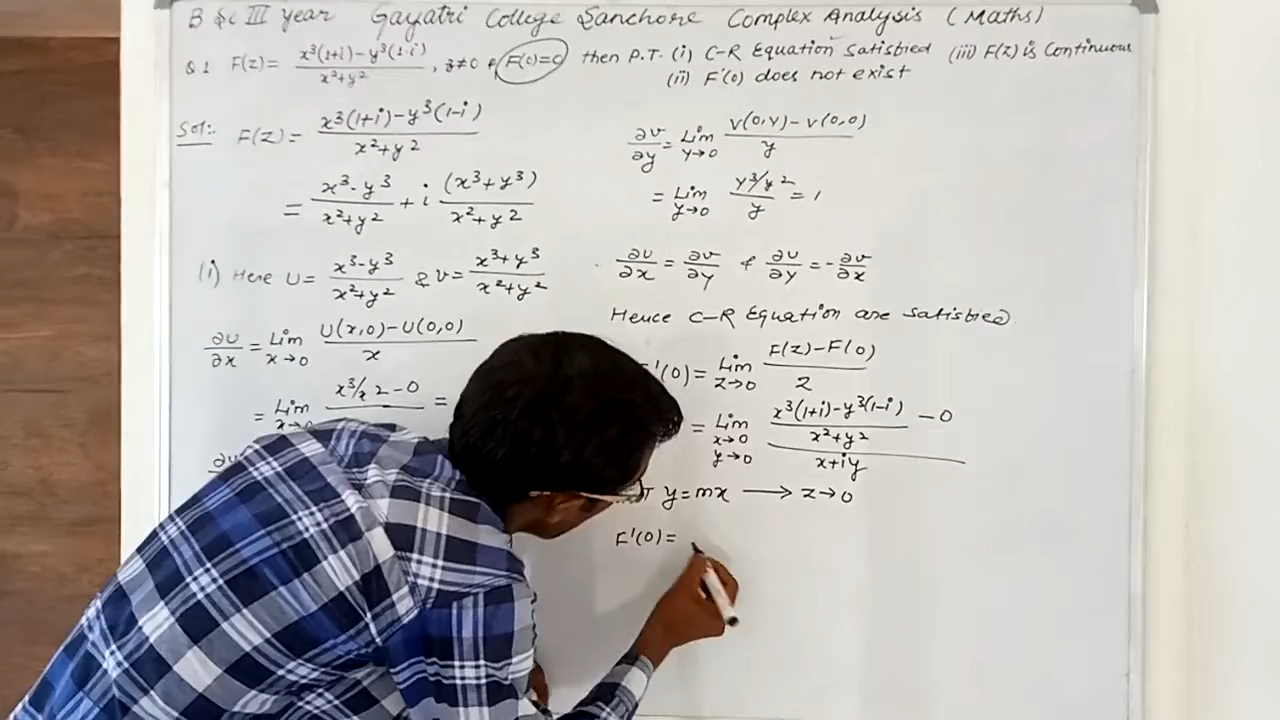 B Sc III year Gayatri College Sanchore Complex Analysis (Maths)
Q.1 F(z)= x³(1+i)-y³(1-i) / x²+y² , z≠0 & F(0)=0 then P.T. (i) C-R Equation Satisfied (iii) F(z) is Continuous
(ii) F'(0) does not exist
Sol:- F(z)= x³(1+i)-y³(1-i) / x²+y²
= x³-y³ / x²+y² + i (x³+y³) / x²+y²
(i) Here U= x³-y³ / x²+y² & v= x³+y³ / x²+y²
∂U/∂x = Lim x→0 U(x,0)-U(0,0) / x
= Lim x→0 x³/x²-0 =
∂v/∂y = Lim y→0 v(0,y)-v(0,0) / y
= Lim y→0 y³/y² / y = 1
∂U/∂x = ∂v/∂y & ∂U/∂y = -∂v/∂x
Hence C-R Equation are satisfied
'(0) = Lim z→0 F(z)-F(0) / z
= Lim x→0 y→0 x³(1+i)-y³(1-i) / x²+y² - 0 / x+iy
y=mx → z→0
F'(0)=